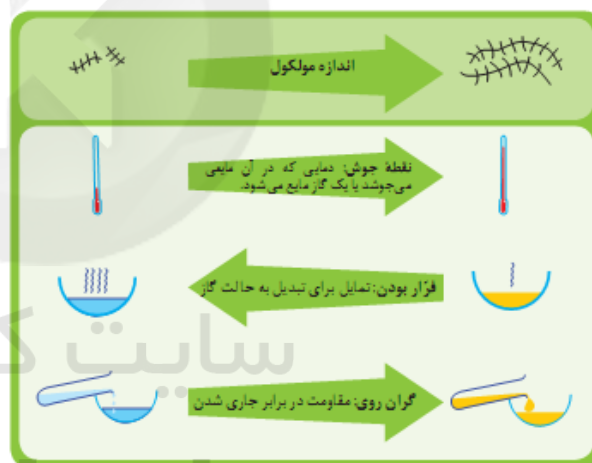 اندازه مولکول
نقطهٔ جوش: دمایی که در آن مایعی
می‌جوشد یا یک گاز مایع می‌شود.
فرّار بودن: تمایل برای تبدیل به حالت گاز
سایت ک
گران روی: مقاومت در برابر جاری شدن